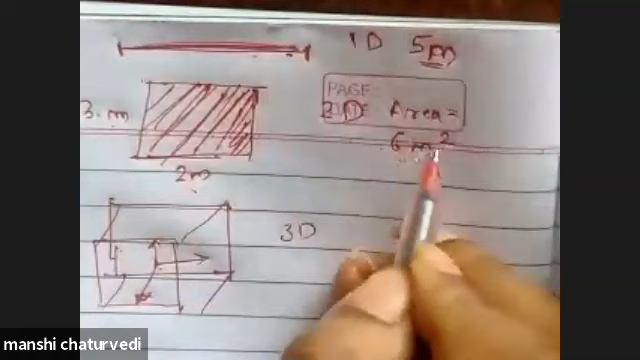 1D 5m
PAGE
2D Area =
3.m
6 m²
2m
3D
manshi chaturvedi